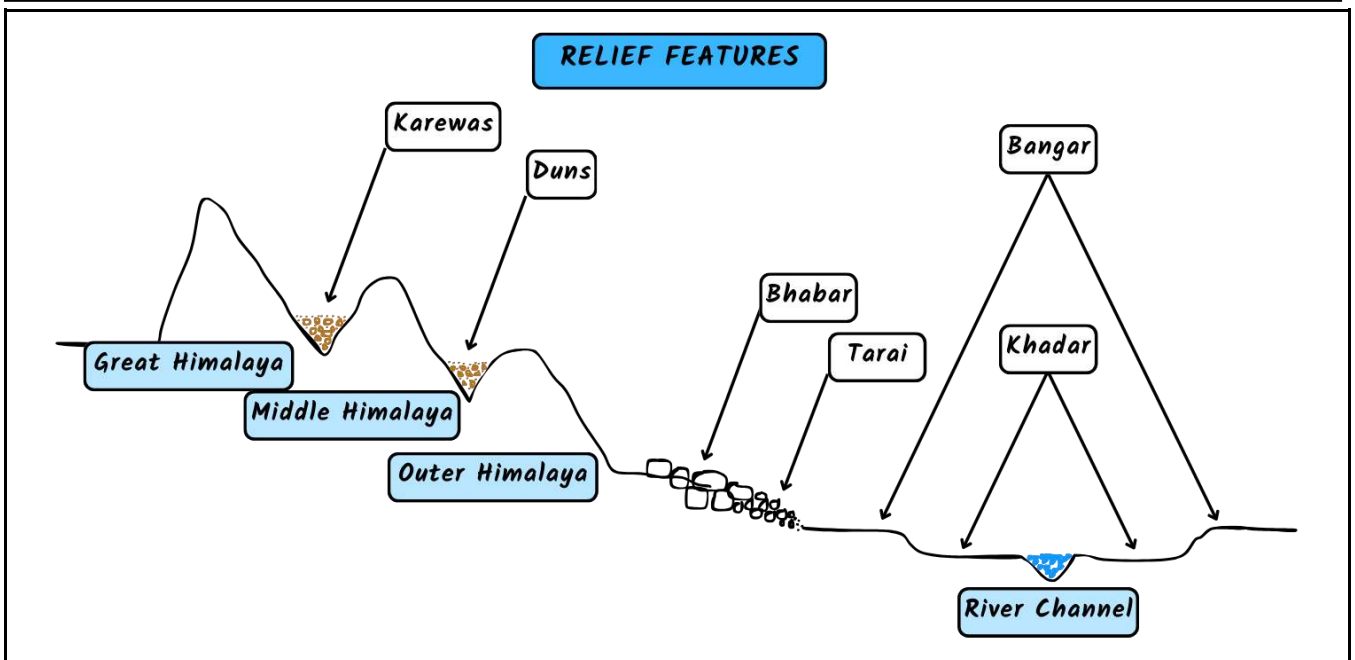 RELIEF FEATURES
Karewas
Duns
Bangar
Bhabar
Tarai
Khadar
Great Himalaya
Middle Himalaya
Outer Himalaya
River Channel